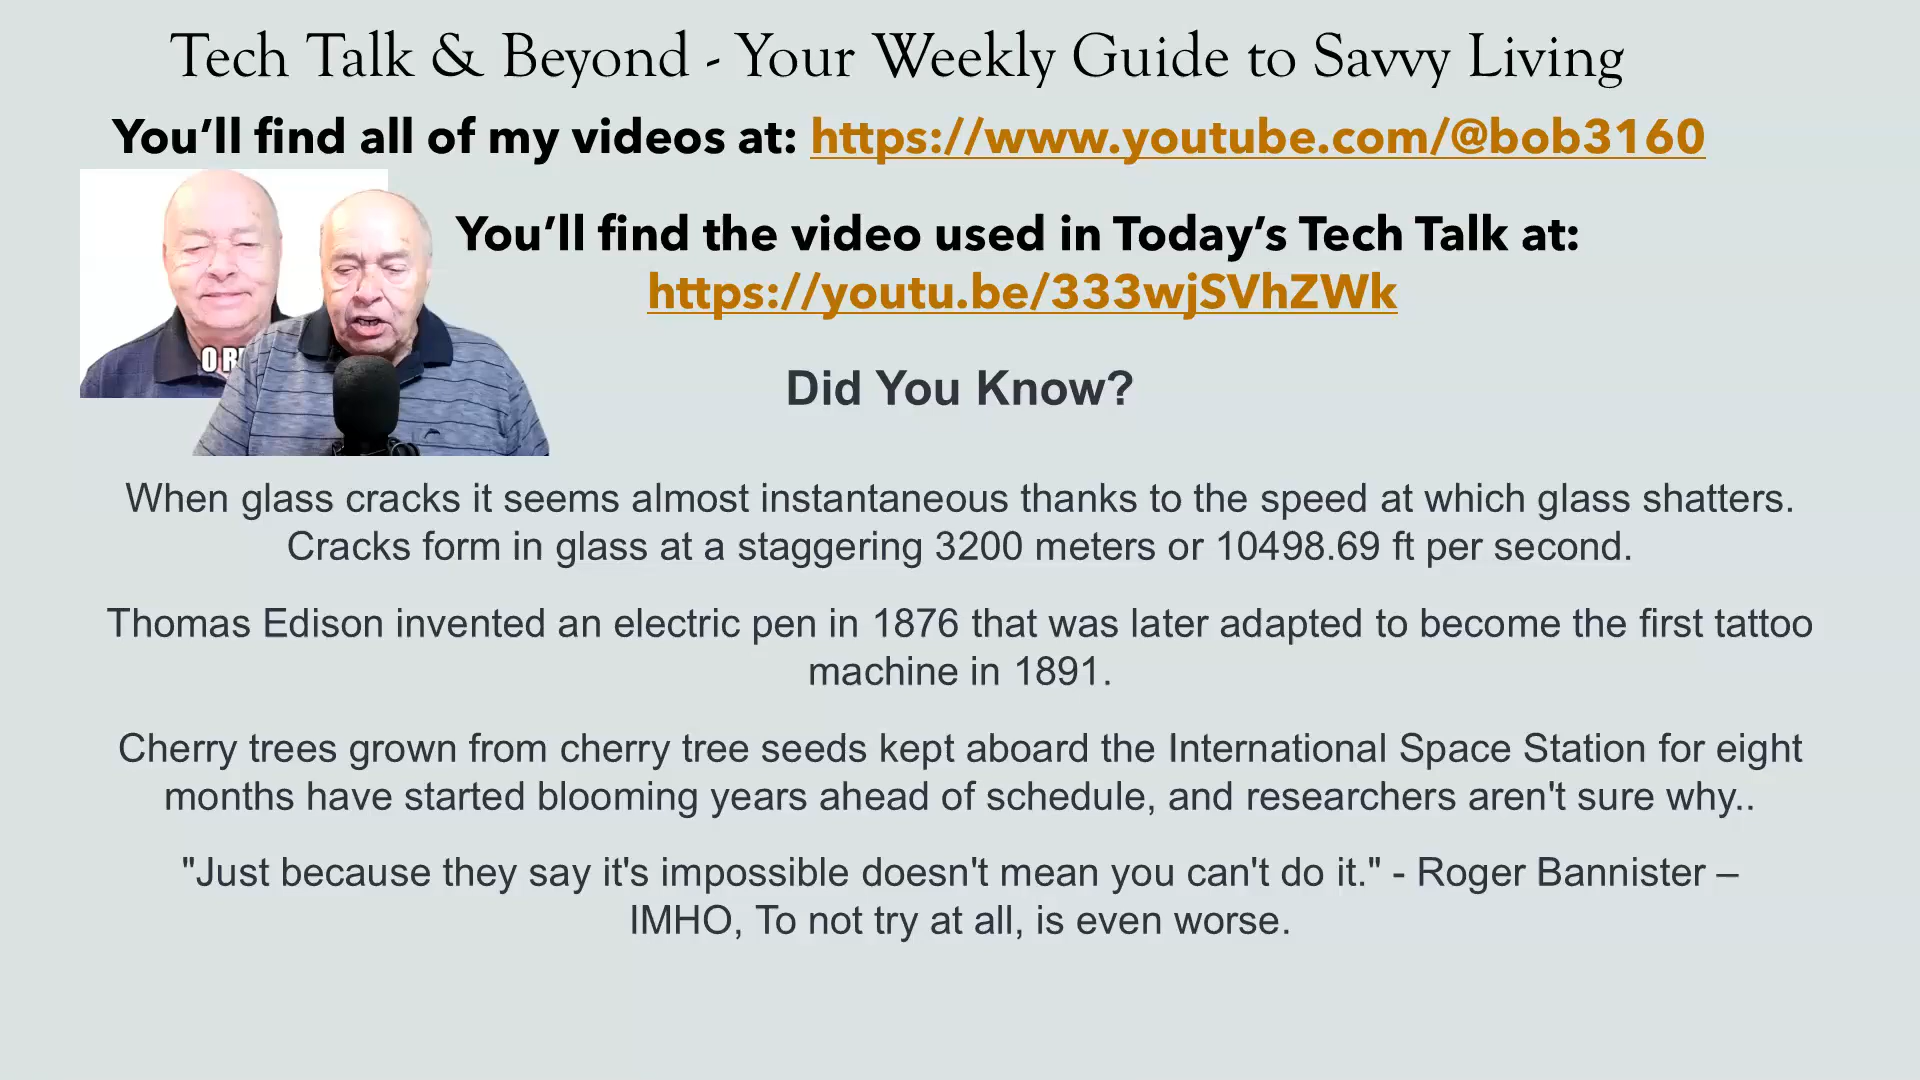 Tech Talk & Beyond - Your Weekly Guide to Savvy Living
You’ll find all of my videos at: https://www.youtube.com/@bob3160
You’ll find the video used in Today’s Tech Talk at:
https://youtu.be/333wjSVhZWk
Did You Know?
When glass cracks it seems almost instantaneous thanks to the speed at which glass shatters.
Cracks form in glass at a staggering 3200 meters or 10498.69 ft per second.
Thomas Edison invented an electric pen in 1876 that was later adapted to become the first tattoo
machine in 1891.
Cherry trees grown from cherry tree seeds kept aboard the International Space Station for eight
months have started blooming years ahead of schedule, and researchers aren't sure why..
"Just because they say it's impossible doesn't mean you can't do it." - Roger Bannister –
IMHO, To not try at all, is even worse.